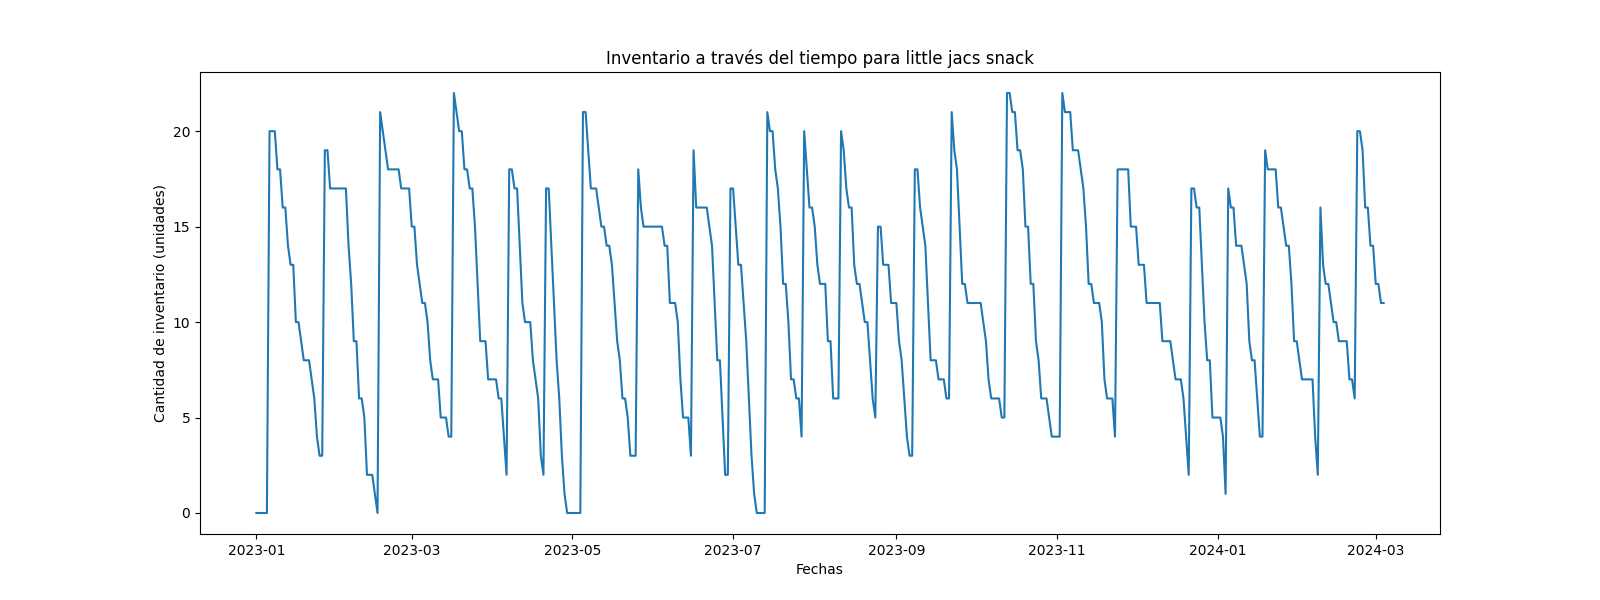 Inventario a través del tiempo para little jacs snack
Cantidad de inventario (unidades)
20
15
10
5
0
2023-01 2023-03 2023-05 2023-07 2023-09 2023-11 2024-01 2024-03
Fechas